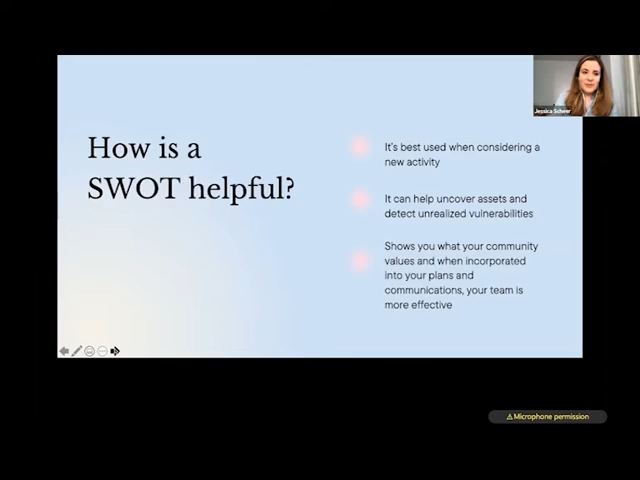 How is a
SWOT helpful?
It's best used when considering a
new activity
It can help uncover assets and
detect unrealized vulnerabilities
Shows you what your community
values and when incorporated
into your plans and
communications, your team is
more effective
Jessica Scheer
Microphone permission